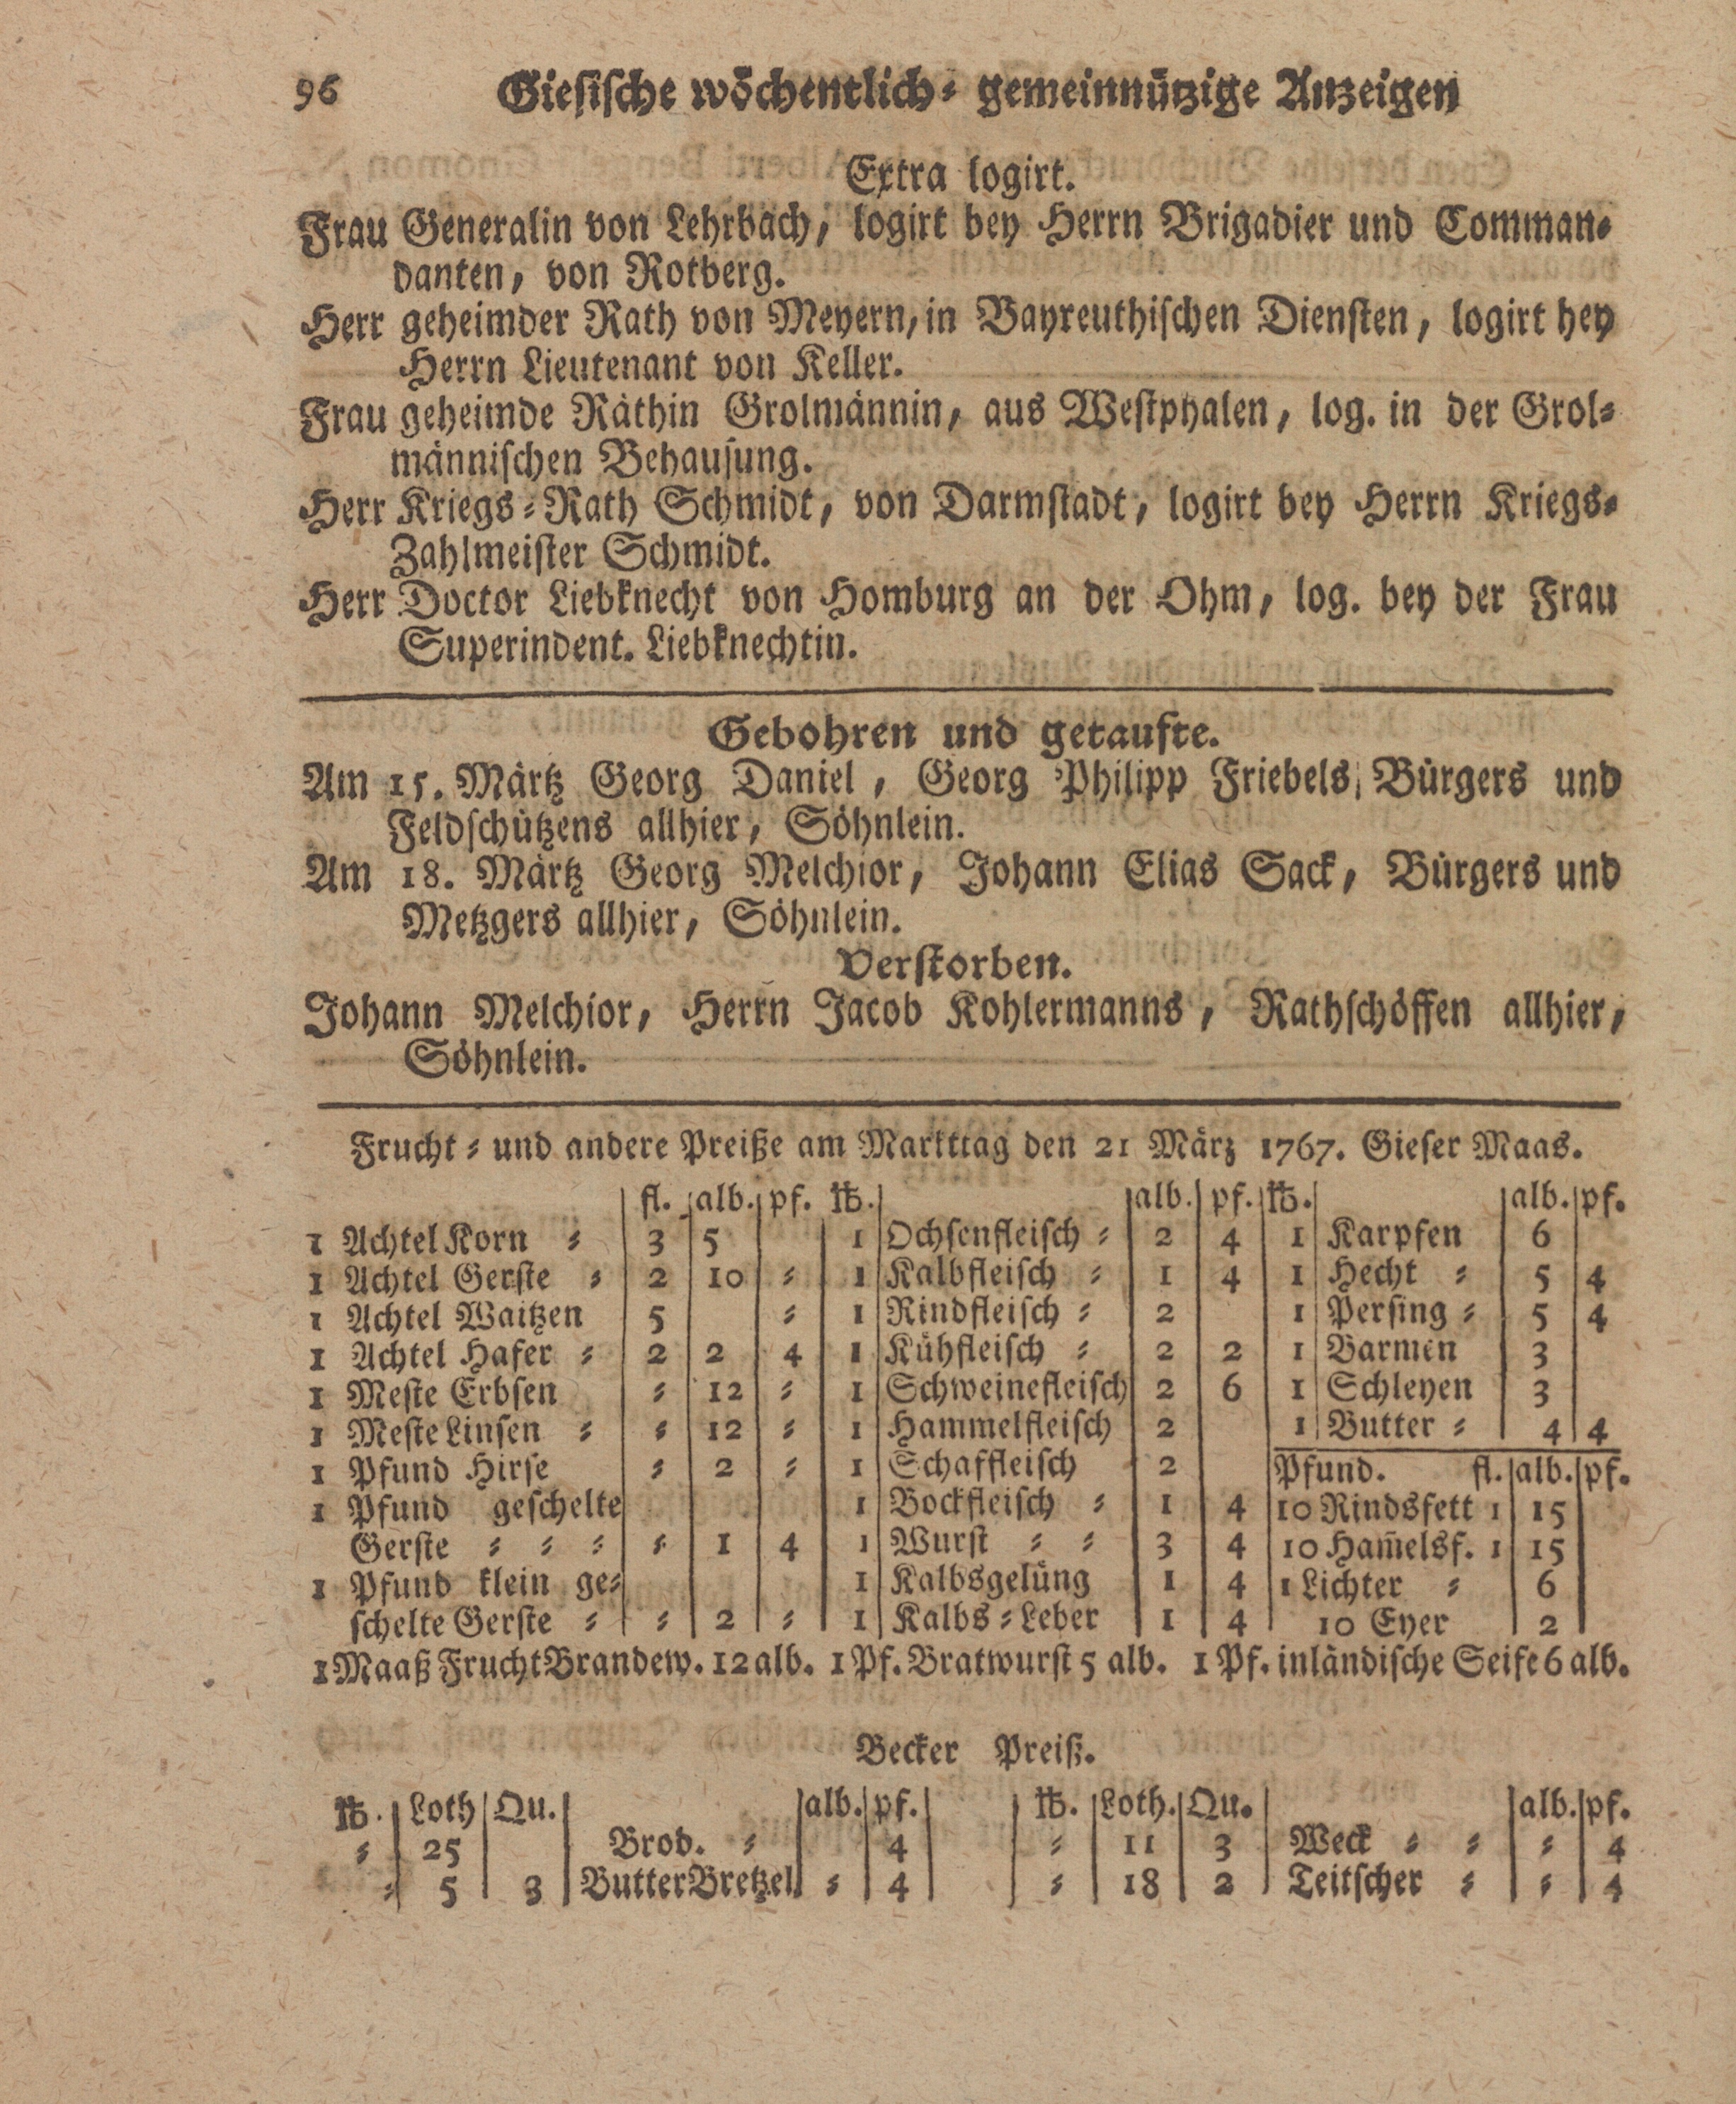 96 Giesische wöchentlich- gemeinnützige Anzeigen
Extra logirt.
Frau Generalin von Lehrbach, logirt bey Herrn Brigadier und Comman-
danten, von Rotberg.
Herr geheimder Rath von Meyern, in Bayreuthischen Diensten, logirt hey
Herrn Lieutenant von Keller.
Frau geheimde Räthin Grolmännin, aus Westphalen, log. in der Grol-
männischen Behausung.
Herr Kriegs-Rath Schmidt, von Darmstadt, logirt bey Herrn Kriegs-
Zahlmeister Schmidt.
Herr Doctor Liebknecht von Homburg an der Ohm, log. bey der Frau
Superindent. Liebknechtin.
Gebohren und getaufte.
Am 15. Märtz Georg Daniel, Georg Philipp Friebels, Bürgers und
Feldschützens allhier, Söhnlein.
Am 18. Märtz Georg Melchior, Johann Elias Sack, Bürgers und
Metzgers allhier, Söhnlein.
Verstorben.
Johann Melchior, Herrn Jacob Kohlermanns, Rathschöffen allhier,
Söhnlein.
Frucht- und andere Preiße am Markttag den 21 März 1767. Gieser Maas.
fl. alb. pf. ℔. alb. pf. ℔. alb. pf.
1 Achtel Korn - 3 5 1 Ochsenfleisch - 2 4 1 Karpfen 6
1 Achtel Gerste - 2 10 - 1 Kalbfleisch - 1 4 1 Hecht - 5 4
1 Achtel Waitzen 5 - 1 Rindfleisch - 2 1 Persing - 5 4
1 Achtel Hafer - 2 2 4 1 Kühfleisch - 2 2 1 Barmen 3
1 Meste Erbsen - 12 - 1 Schweinefleisch 2 6 1 Schleyen 3
1 Meste Linsen - - 12 - 1 Hammelfleisch 2 1 Butter - 4 4
1 Pfund Hirse - 2 - 1 Schaffleisch 2 Pfund. fl. alb. pf.
1 Pfund geschelte 1 Bockfleisch - 1 4 10 Rindsfett 1 15
Gerste - - - - 1 4 1 Wurst - - 3 4 10 Ham̄elsf. 1 15
1 Pfund klein ge- 1 Kalbsgelüng 1 4 1 Lichter - 6
schelte Gerste - - 2 - 1 Kalbs-Leber 1 4 10 Eyer 2
1 Maaß Frucht Brandew. 12 alb. 1 Pf. Bratwurst 5 alb. 1 Pf. inländische Seife 6 alb.
Becker Preiß.
℔. Loth Qu. alb. pf. ℔. Loth. Qu. alb. pf.
- 25 Brod. - 4 - 11 3 Weck - - - 4
- 5 3 Butter Bretzel - 4 - 18 2 Teitscher - - 4